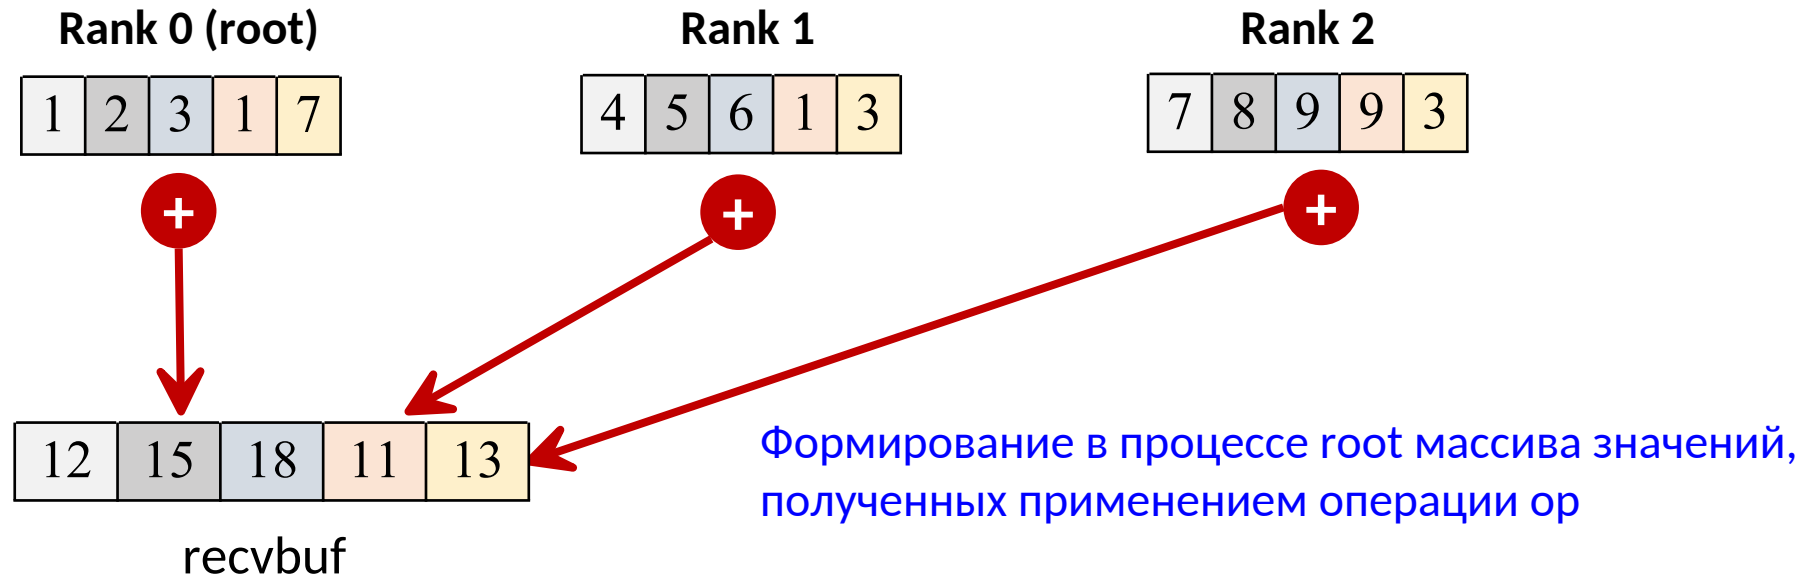 Rank 0 (root) Rank 1 Rank 2
1 2 3 1 7 4 5 6 1 3 7 8 9 9 3
+ + +
12 15 18 11 13
Формирование в процессе root массива значений,
полученных применением операции op
recvbuf